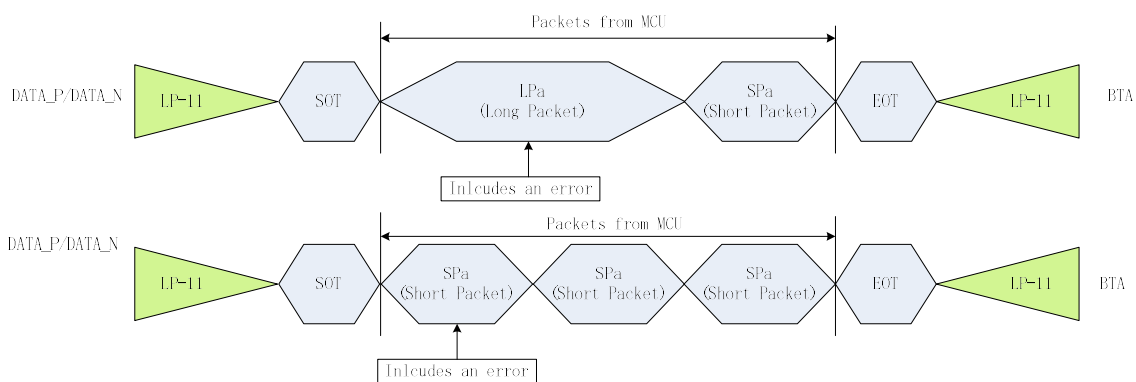 Packets from MCU
DATA_P/DATA_N
LP-11
SOT
LPa
(Long Packet)
SPa
(Short Packet)
EOT
LP-11
BTA
Inlcudes an error
Packets from MCU
DATA_P/DATA_N
LP-11
SOT
SPa
(Short Packet)
SPa
(Short Packet)
SPa
(Short Packet)
EOT
LP-11
BTA
Inlcudes an error